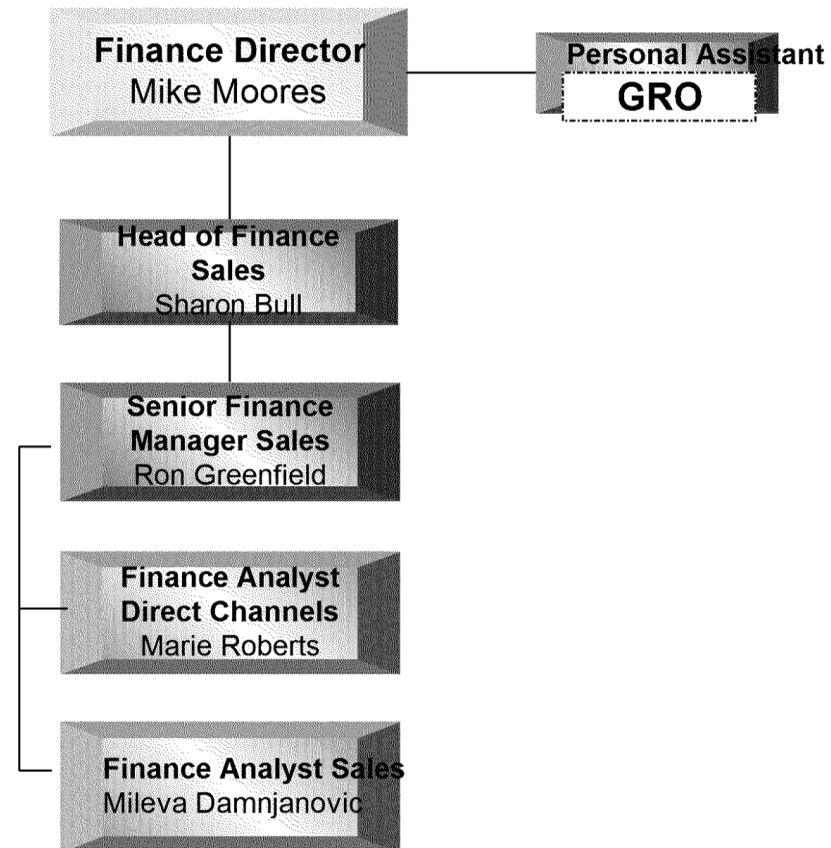 Finance Director
Mike Moores
Personal Assistant
GRO
Head of Finance
Sales
Sharon Bull
Senior Finance
Manager Sales
Ron Greenfield
Finance Analyst
Direct Channels
Marie Roberts
Finance Analyst Sales
Mileva Damnjanovic